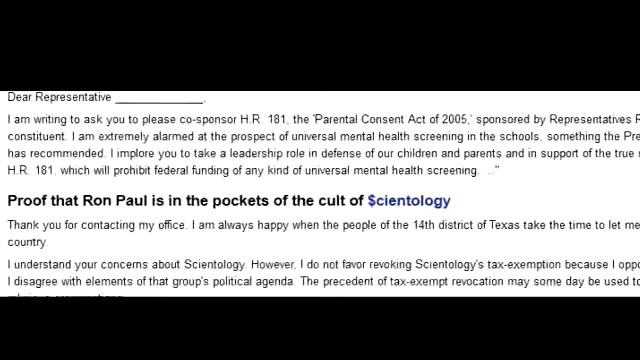 Dear Representative ______________,
I am writing to ask you to please co-sponsor H.R. 181, the 'Parental Consent Act of 2005,' sponsored by Representatives
constituent. I am extremely alarmed at the prospect of universal mental health screening in the schools, something the
has recommended. I implore you to take a leadership role in defense of our children and parents and in support of the true
H.R. 181, which will prohibit federal funding of any kind of universal mental health screening. ..."
Proof that Ron Paul is in the pockets of the cult of $cientology
Thank you for contacting my office. I am always happy when the people of the 14th district of Texas take the time to let me
country.
I understand your concerns about Scientology. However, I do not favor revoking Scientology's tax-exemption because I
I disagree with elements of that group's political agenda. The precedent of tax-exempt revocation may some day be used to